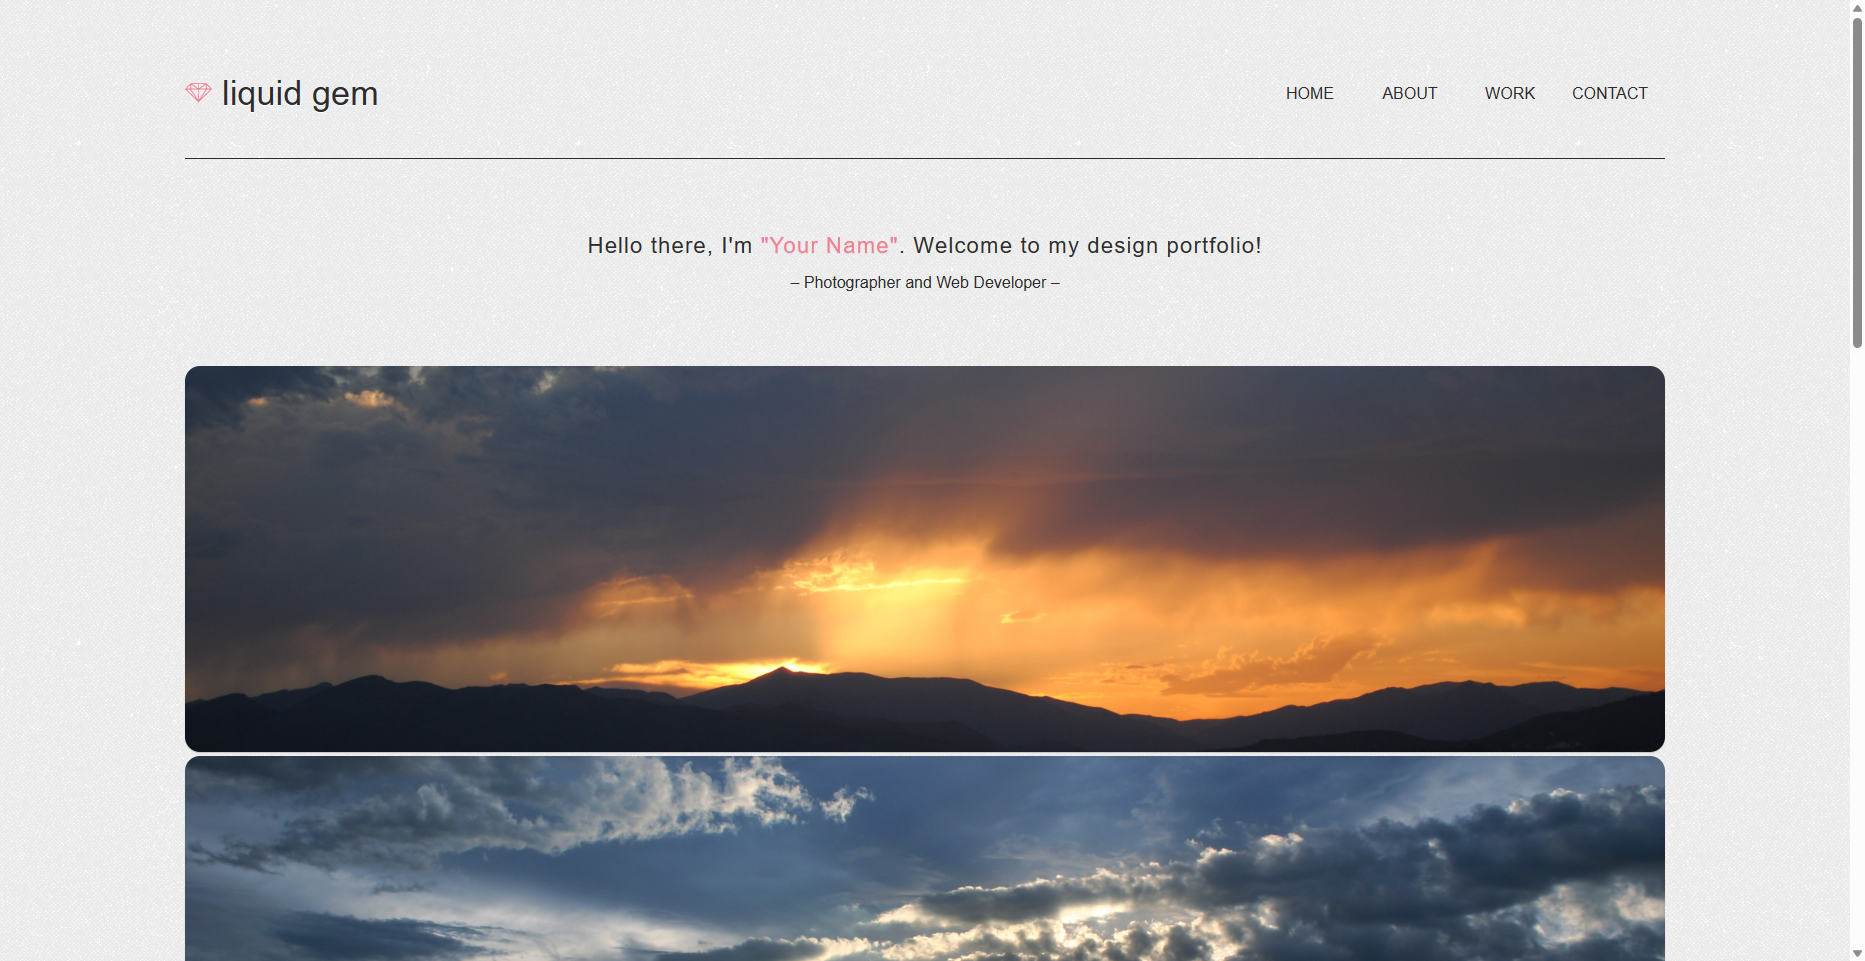 liquid gem
HOME ABOUT WORK CONTACT
Hello there, I'm "Your Name". Welcome to my design portfolio!
– Photographer and Web Developer –